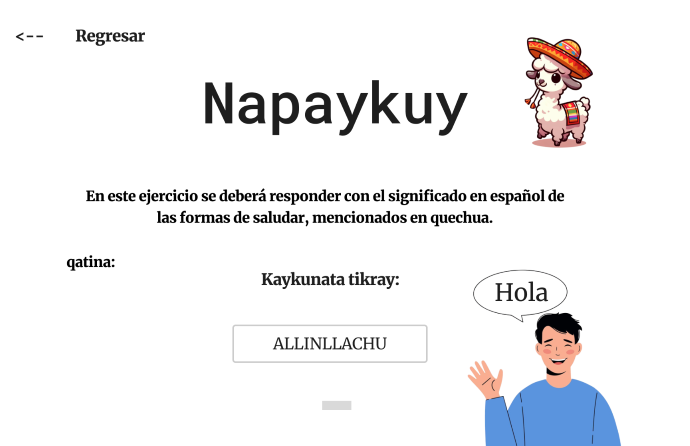 <-- Regresar
Napaykuy
En este ejercicio se deberá responder con el significado en español de
las formas de saludar, mencionados en quechua.
qatina:
Kaykunata tikray:
Hola
ALLINLLACHU